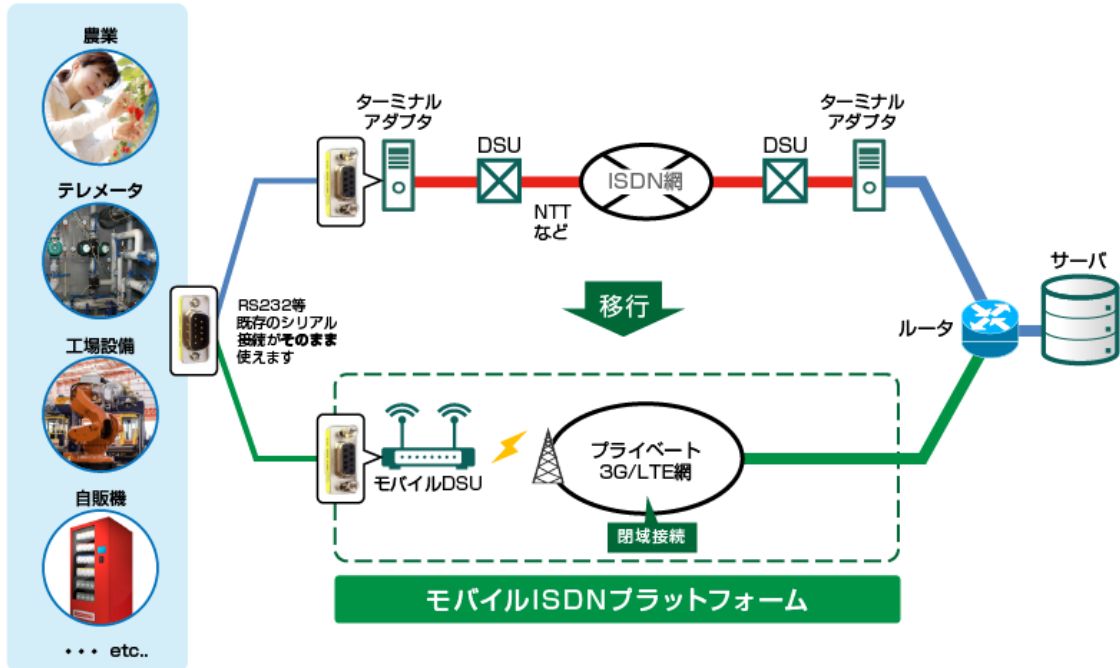 農業
テレメータ
工場設備
自販機
・・・ etc..
RS232等
既存のシリアル
接続がそのまま
使えます
ターミナル
アダプタ
DSU
ISDN網
NTT
など
DSU
ターミナル
アダプタ
移行
サーバ
ルータ
モバイルDSU
プライベート
3G/LTE網
閉域接続
モバイルISDNプラットフォーム